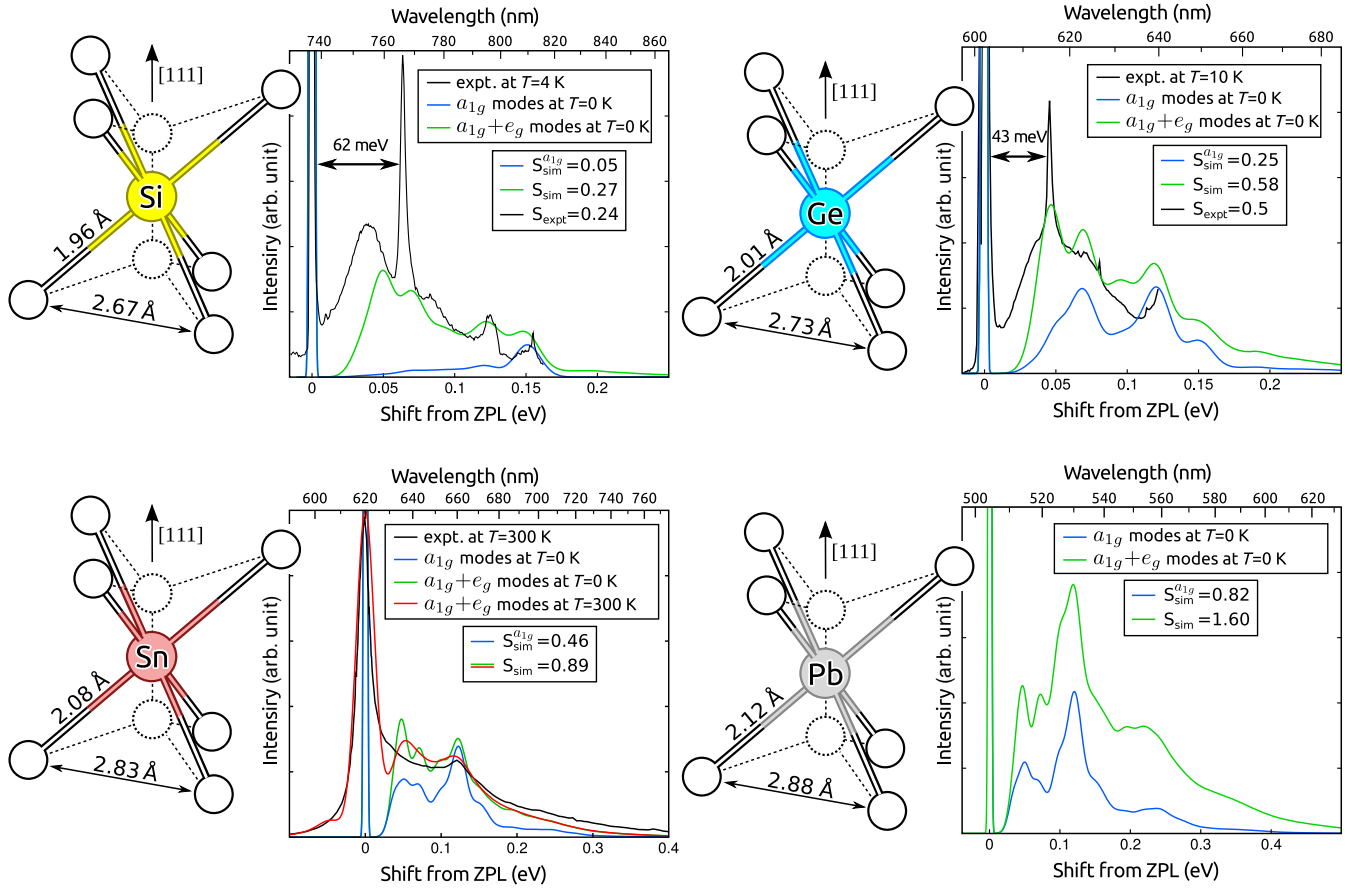 Wavelength (nm)
740 760 780 800 820 840 860
[111]
Si
1.96 Å
2.67 Å
Intensiry (arb. unit)
expt. at T=4 K
a1g modes at T=0 K
a1g+eg modes at T=0 K
62 meV
Ssim^a1g=0.05
Ssim=0.27
Sexpt=0.24
0 0.05 0.1 0.15 0.2
Shift from ZPL (eV)
Wavelength (nm)
600 620 640 660 680
[111]
Ge
2.01 Å
2.73 Å
Intensiry (arb. unit)
expt. at T=10 K
a1g modes at T=0 K
a1g+eg modes at T=0 K
43 meV
Ssim^a1g=0.25
Ssim=0.58
Sexpt=0.5
0 0.05 0.1 0.15 0.2
Shift from ZPL (eV)
Wavelength (nm)
600 620 640 660 680 700 720 740 760
[111]
Sn
2.08 Å
2.83 Å
Intensiry (arb. unit)
expt. at T=300 K
a1g modes at T=0 K
a1g+eg modes at T=0 K
a1g+eg modes at T=300 K
Ssim^a1g=0.46
Ssim=0.89
0 0.1 0.2 0.3 0.4
Shift from ZPL (eV)
Wavelength (nm)
500 520 540 560 580 600 620
[111]
Pb
2.12 Å
2.88 Å
Intensiry (arb. unit)
a1g modes at T=0 K
a1g+eg modes at T=0 K
Ssim^a1g=0.82
Ssim=1.60
0 0.1 0.2 0.3 0.4
Shift from ZPL (eV)